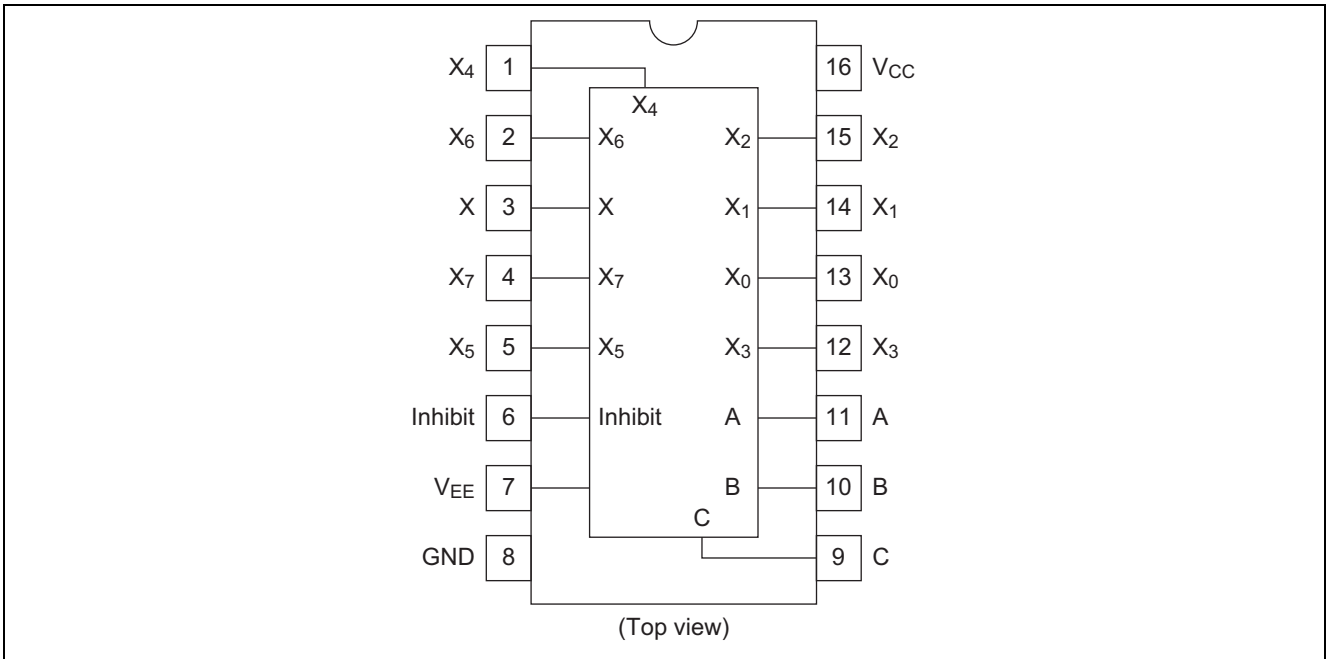 X4 1 16 VCC
X4
X6 2 X6 X2 15 X2
X 3 X X1 14 X1
X7 4 X7 X0 13 X0
X5 5 X5 X3 12 X3
Inhibit 6 Inhibit A 11 A
VEE 7 B 10 B
C
GND 8 9 C
(Top view)